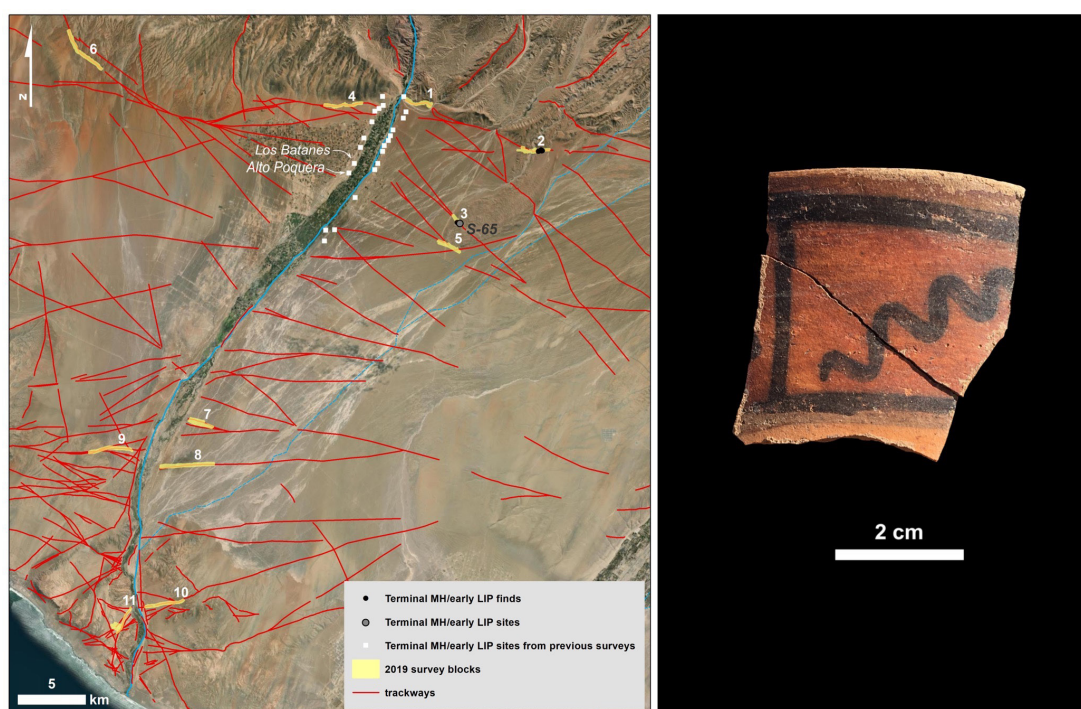 6
N
4
1
Los Batanes
Alto Poquera
2
3
S-65
5
7
9
8
10
11
Terminal MH/early LIP finds
Terminal MH/early LIP sites
Terminal MH/early LIP sites from previous surveys
2019 survey blocks
trackways
5
km
2 cm